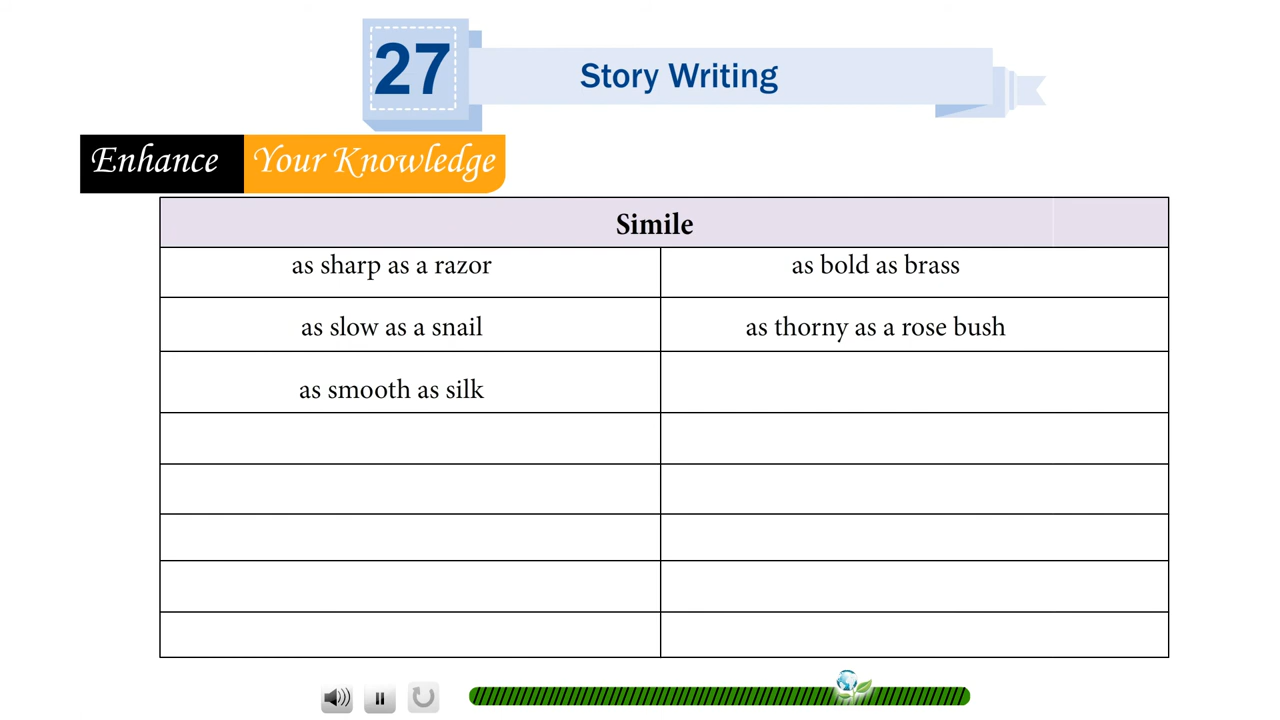 27
Story Writing
Enhance Your Knowledge
Simile
as sharp as a razor
as bold as brass
as slow as a snail
as thorny as a rose bush
as smooth as silk